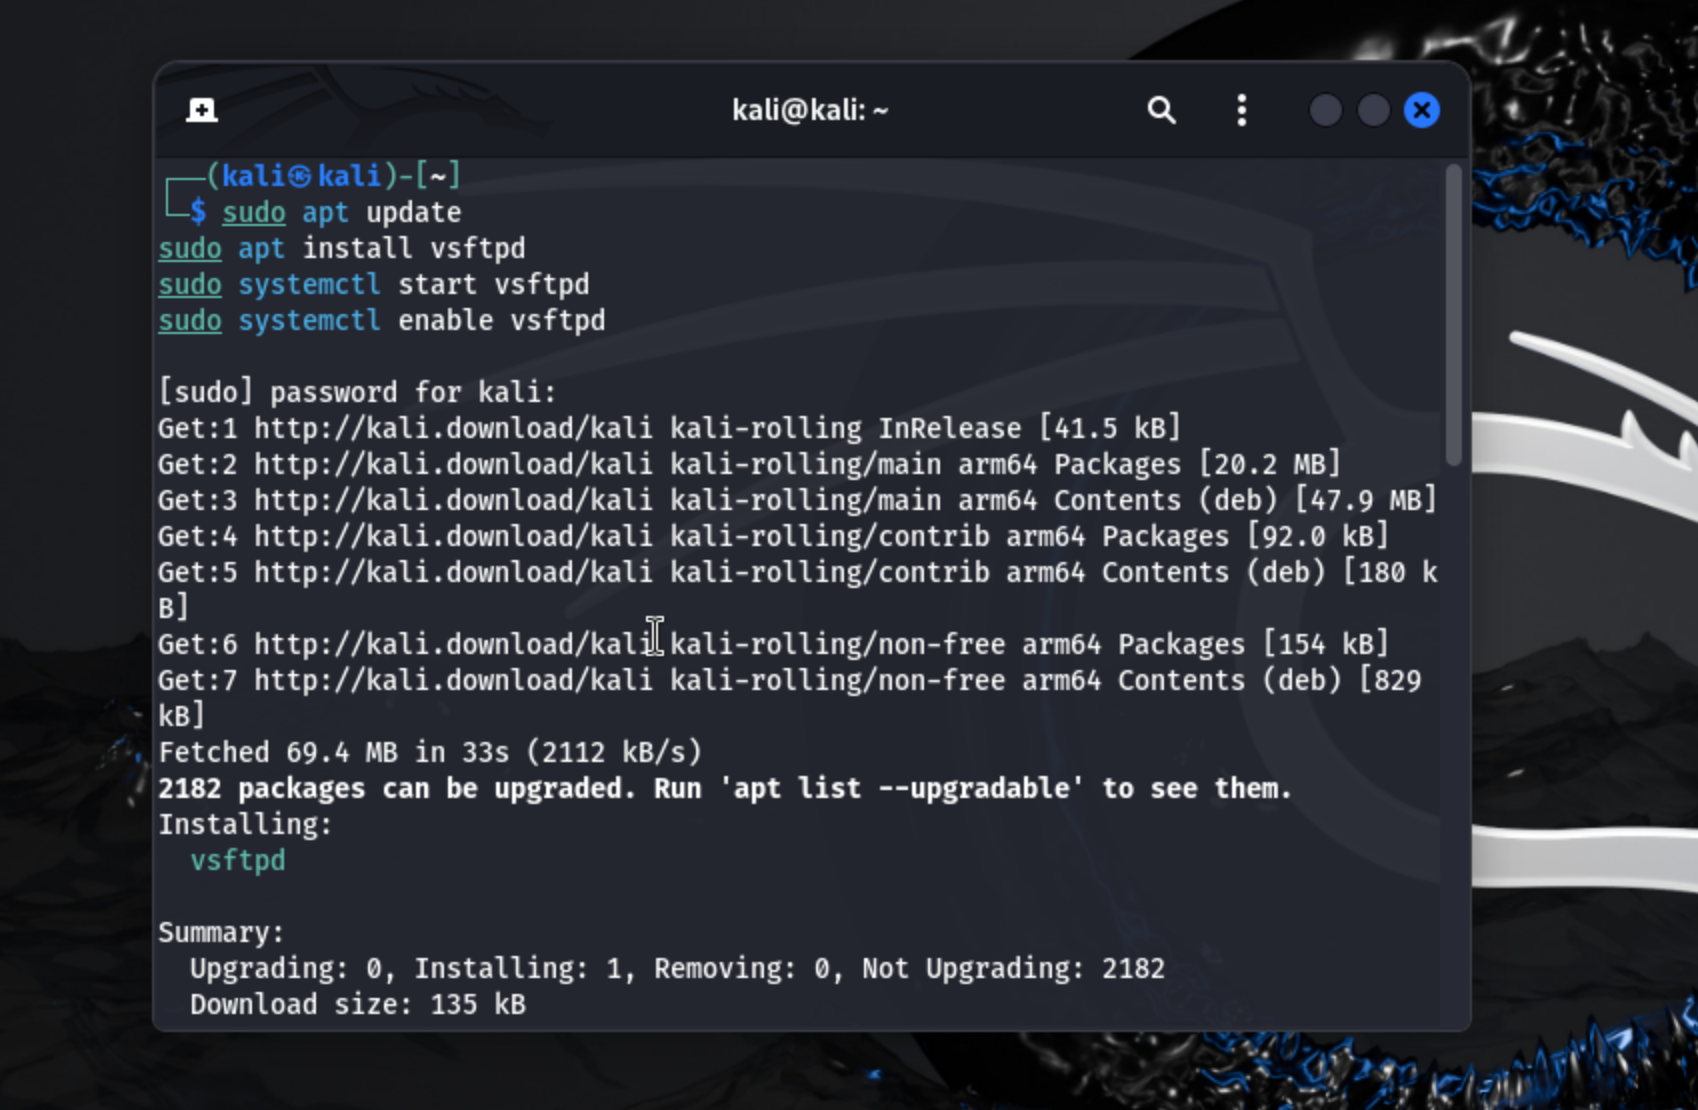 kali@kali: ~
┌──(kali㉿kali)-[~]
└─$ sudo apt update
sudo apt install vsftpd
sudo systemctl start vsftpd
sudo systemctl enable vsftpd
[sudo] password for kali:
Get:1 http://kali.download/kali kali-rolling InRelease [41.5 kB]
Get:2 http://kali.download/kali kali-rolling/main arm64 Packages [20.2 MB]
Get:3 http://kali.download/kali kali-rolling/main arm64 Contents (deb) [47.9 MB]
Get:4 http://kali.download/kali kali-rolling/contrib arm64 Packages [92.0 kB]
Get:5 http://kali.download/kali kali-rolling/contrib arm64 Contents (deb) [180 k
B]
Get:6 http://kali.download/kali kali-rolling/non-free arm64 Packages [154 kB]
Get:7 http://kali.download/kali kali-rolling/non-free arm64 Contents (deb) [829
kB]
Fetched 69.4 MB in 33s (2112 kB/s)
2182 packages can be upgraded. Run 'apt list --upgradable' to see them.
Installing:
  vsftpd
Summary:
  Upgrading: 0, Installing: 1, Removing: 0, Not Upgrading: 2182
  Download size: 135 kB